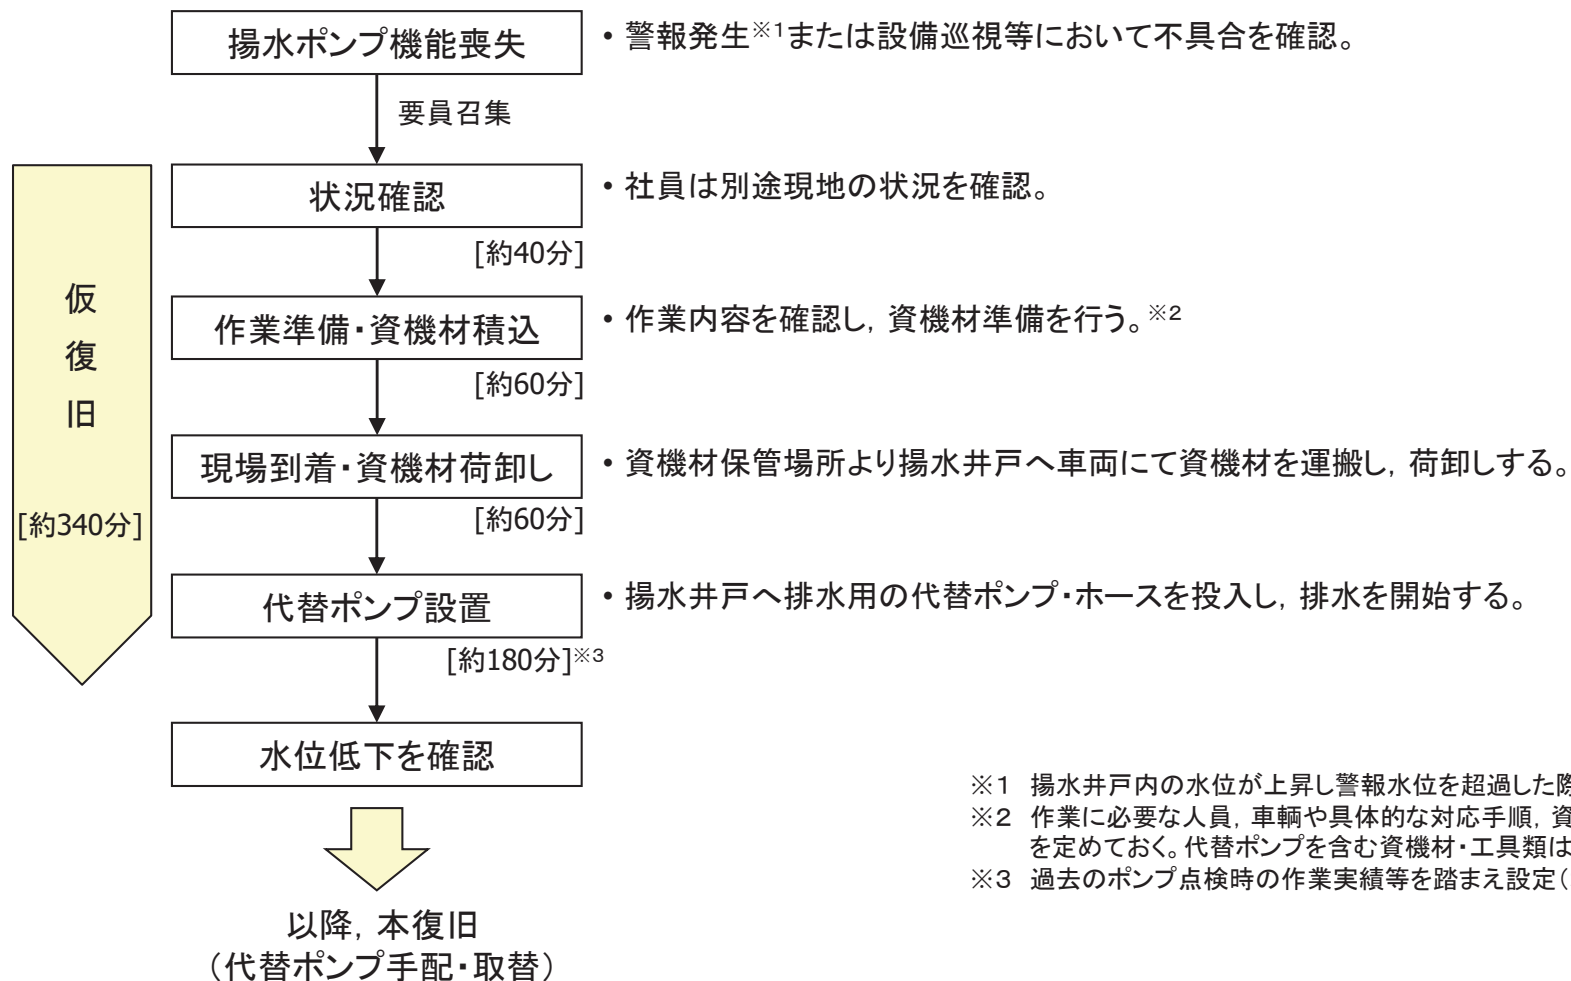 揚水ポンプ機能喪失
・警報発生※1または設備巡視等において不具合を確認。
要員召集
状況確認
・社員は別途現地の状況を確認。
[約40分]
作業準備・資機材積込
・作業内容を確認し，資機材準備を行う。※2
[約60分]
現場到着・資機材荷卸し
・資機材保管場所より揚水井戸へ車両にて資機材を運搬し，荷卸しする。
[約60分]
代替ポンプ設置
・揚水井戸へ排水用の代替ポンプ・ホースを投入し，排水を開始する。
[約180分]※3
水位低下を確認
仮
復
旧
[約340分]
以降，本復旧
（代替ポンプ手配・取替）
※1 揚水井戸内の水位が上昇し警報水位を超過した際
※2 作業に必要な人員，車輌や具体的な対応手順，資
を定めておく。代替ポンプを含む資機材・工具類は
※3 過去のポンプ点検時の作業実績等を踏まえ設定（